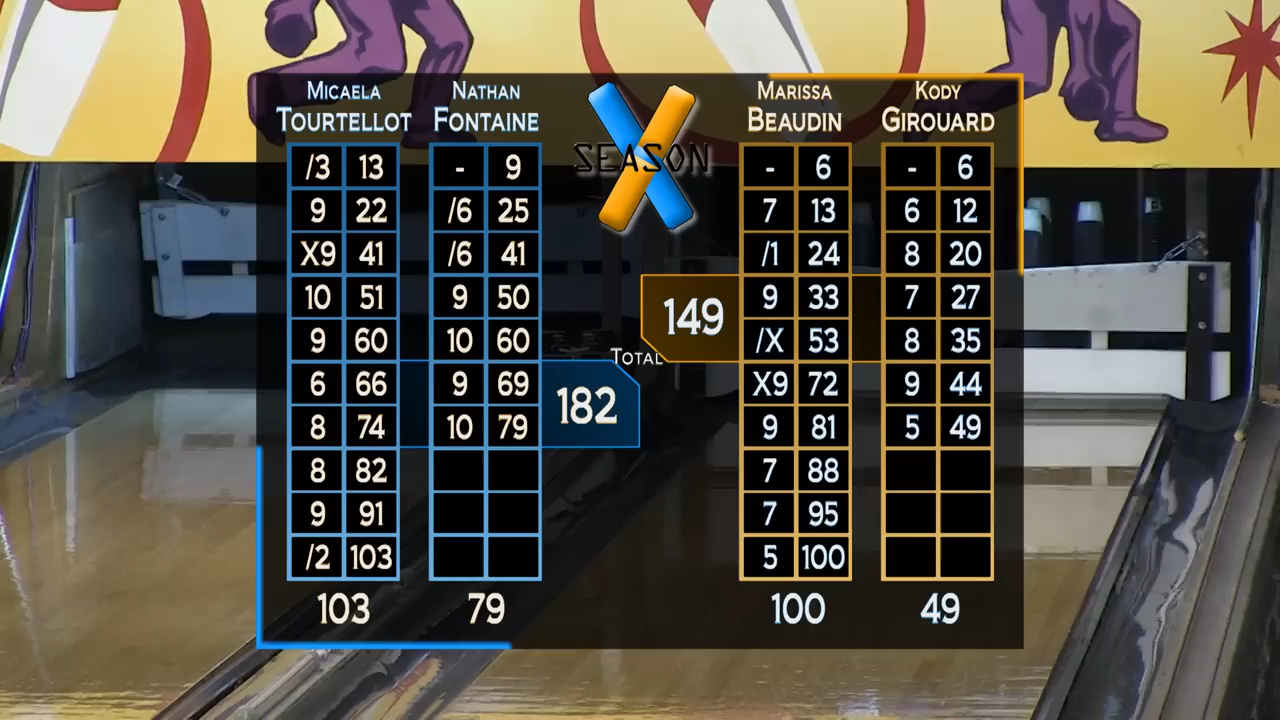 MICAELA TOURTELLOT
NATHAN FONTAINE
SEASON X
MARISSA BEAUDIN
KODY GIROUARD
/3 13 - 9 - 6 - 6
9 22 /6 25 7 13 6 12
X9 41 /6 41 /1 24 8 20
10 51 9 50 9 33 7 27
9 60 10 60 /X 53 8 35
6 66 9 69 X9 72 9 44
8 74 10 79 9 81 5 49
8 82 7 88
9 91 7 95
/2 103 5 100
149
TOTAL
182
103 79 100 49